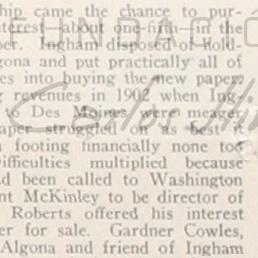 ship came the chance to pur-
terest about one-fifth in the
per. Ingham disposed of hold-
lgona and put practically all of
es into buying the new paper.
g revenues in 1902 when Ing-
o Des Moines were meager
aper struggled on as best it
a footing financially none too
Difficulties multiplied because
d been called to Washington
nt McKinley to be director of
Roberts offered his interest
er for sale. Gardner Cowles,
Algona and friend of Ingham
FUNDACIÓ